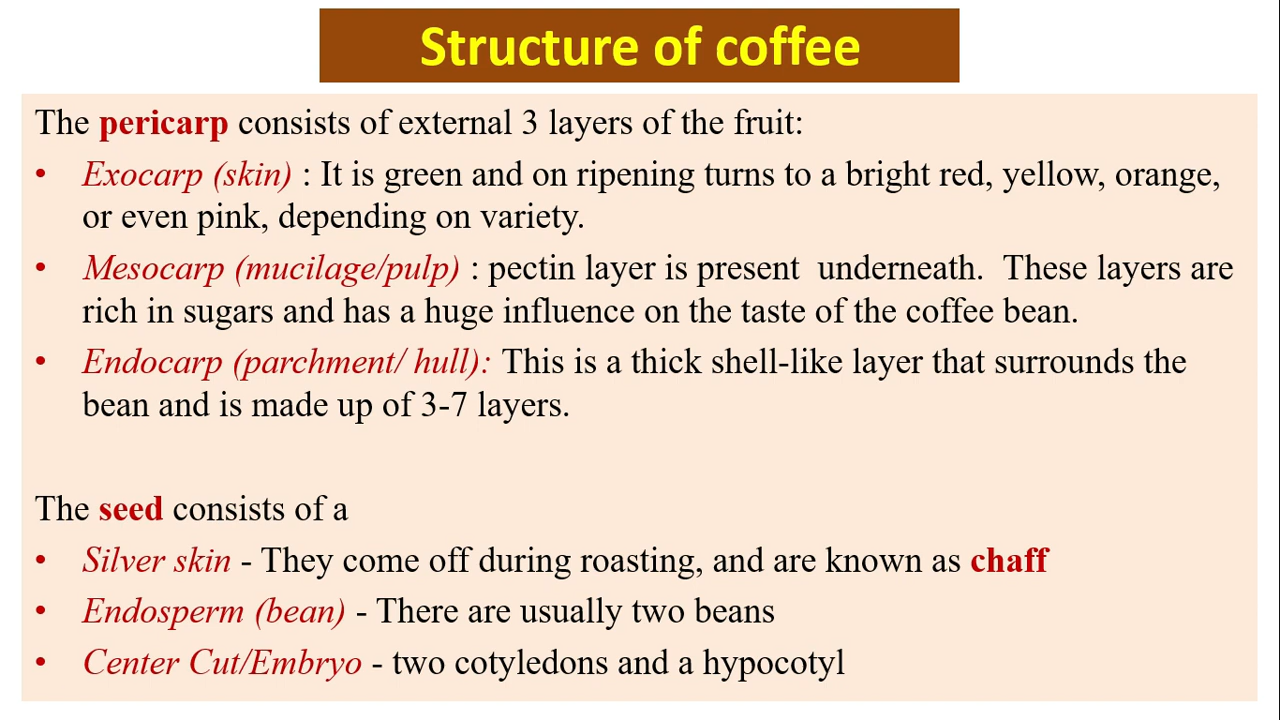 Structure of coffee
The pericarp consists of external 3 layers of the fruit:
• Exocarp (skin) : It is green and on ripening turns to a bright red, yellow, orange,
or even pink, depending on variety.
• Mesocarp (mucilage/pulp) : pectin layer is present  underneath.  These layers are
rich in sugars and has a huge influence on the taste of the coffee bean.
• Endocarp (parchment/ hull): This is a thick shell-like layer that surrounds the
bean and is made up of 3-7 layers.
The seed consists of a
• Silver skin - They come off during roasting, and are known as chaff
• Endosperm (bean) - There are usually two beans
• Center Cut/Embryo - two cotyledons and a hypocotyl